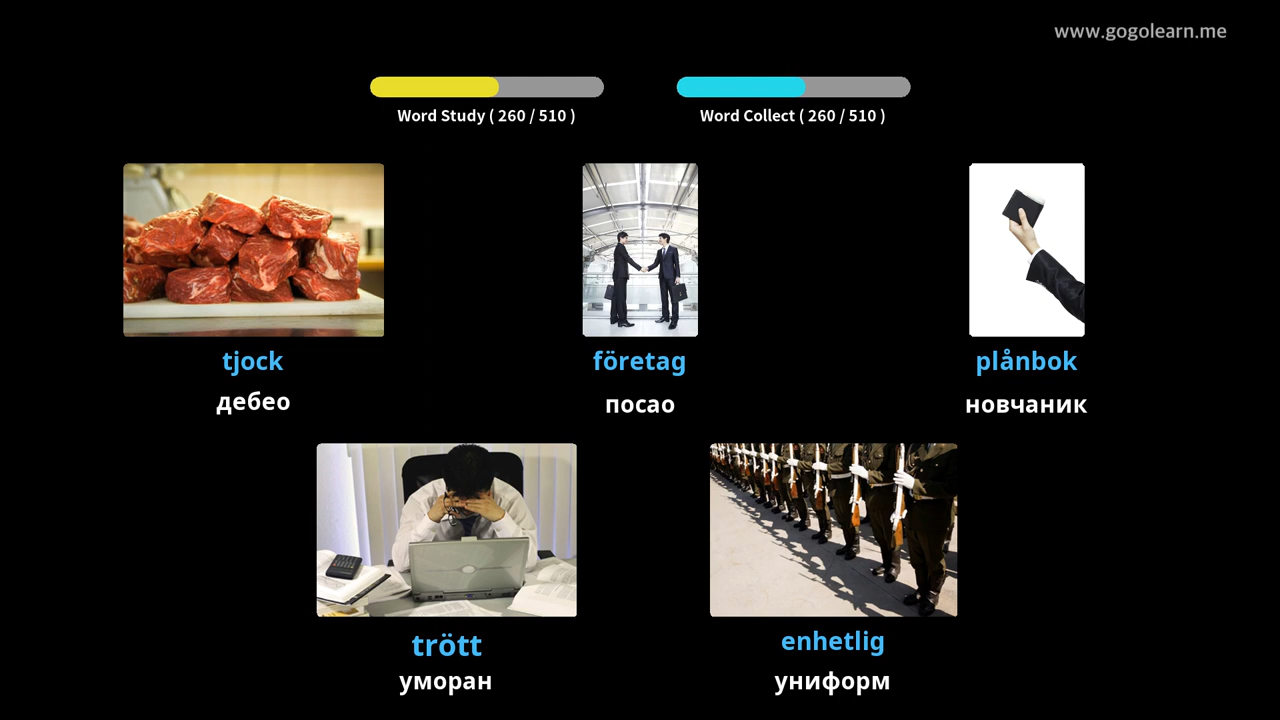 www.gogolearn.me
Word Study ( 260 / 510 )
Word Collect ( 260 / 510 )
tjock
företag
plånbok
дебео
посао
новчаник
trött
enhetlig
уморан
униформ